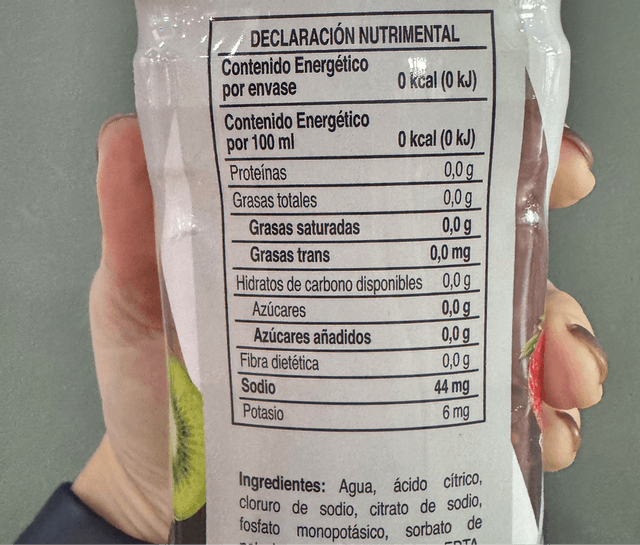 DECLARACIÓN NUTRIMENTAL
Contenido Energético
por envase 0 kcal (0 kJ)
Contenido Energético
por 100 ml 0 kcal (0 kJ)
Proteínas 0,0 g
Grasas totales 0,0 g
Grasas saturadas 0,0 g
Grasas trans 0,0 mg
Hidratos de carbono disponibles 0,0 g
Azúcares 0,0 g
Azúcares añadidos 0,0 g
Fibra dietética 0,0 g
Sodio 44 mg
Potasio 6 mg
Ingredientes: Agua, ácido cítrico,
cloruro de sodio, citrato de sodio,
fosfato monopotásico, sorbato de